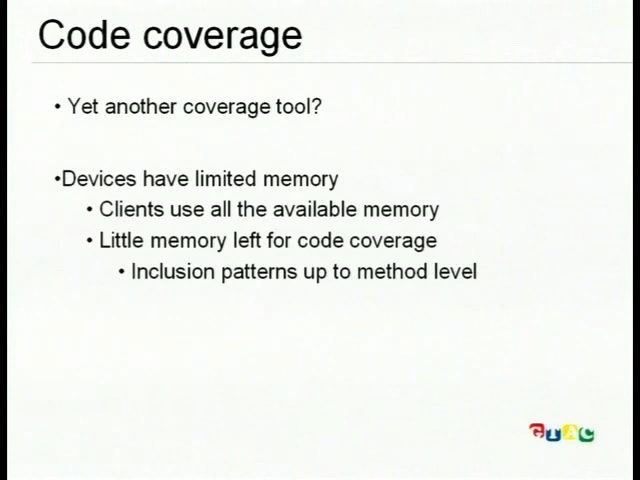 Code coverage
• Yet another coverage tool?
•Devices have limited memory
• Clients use all the available memory
• Little memory left for code coverage
• Inclusion patterns up to method level
GTAC